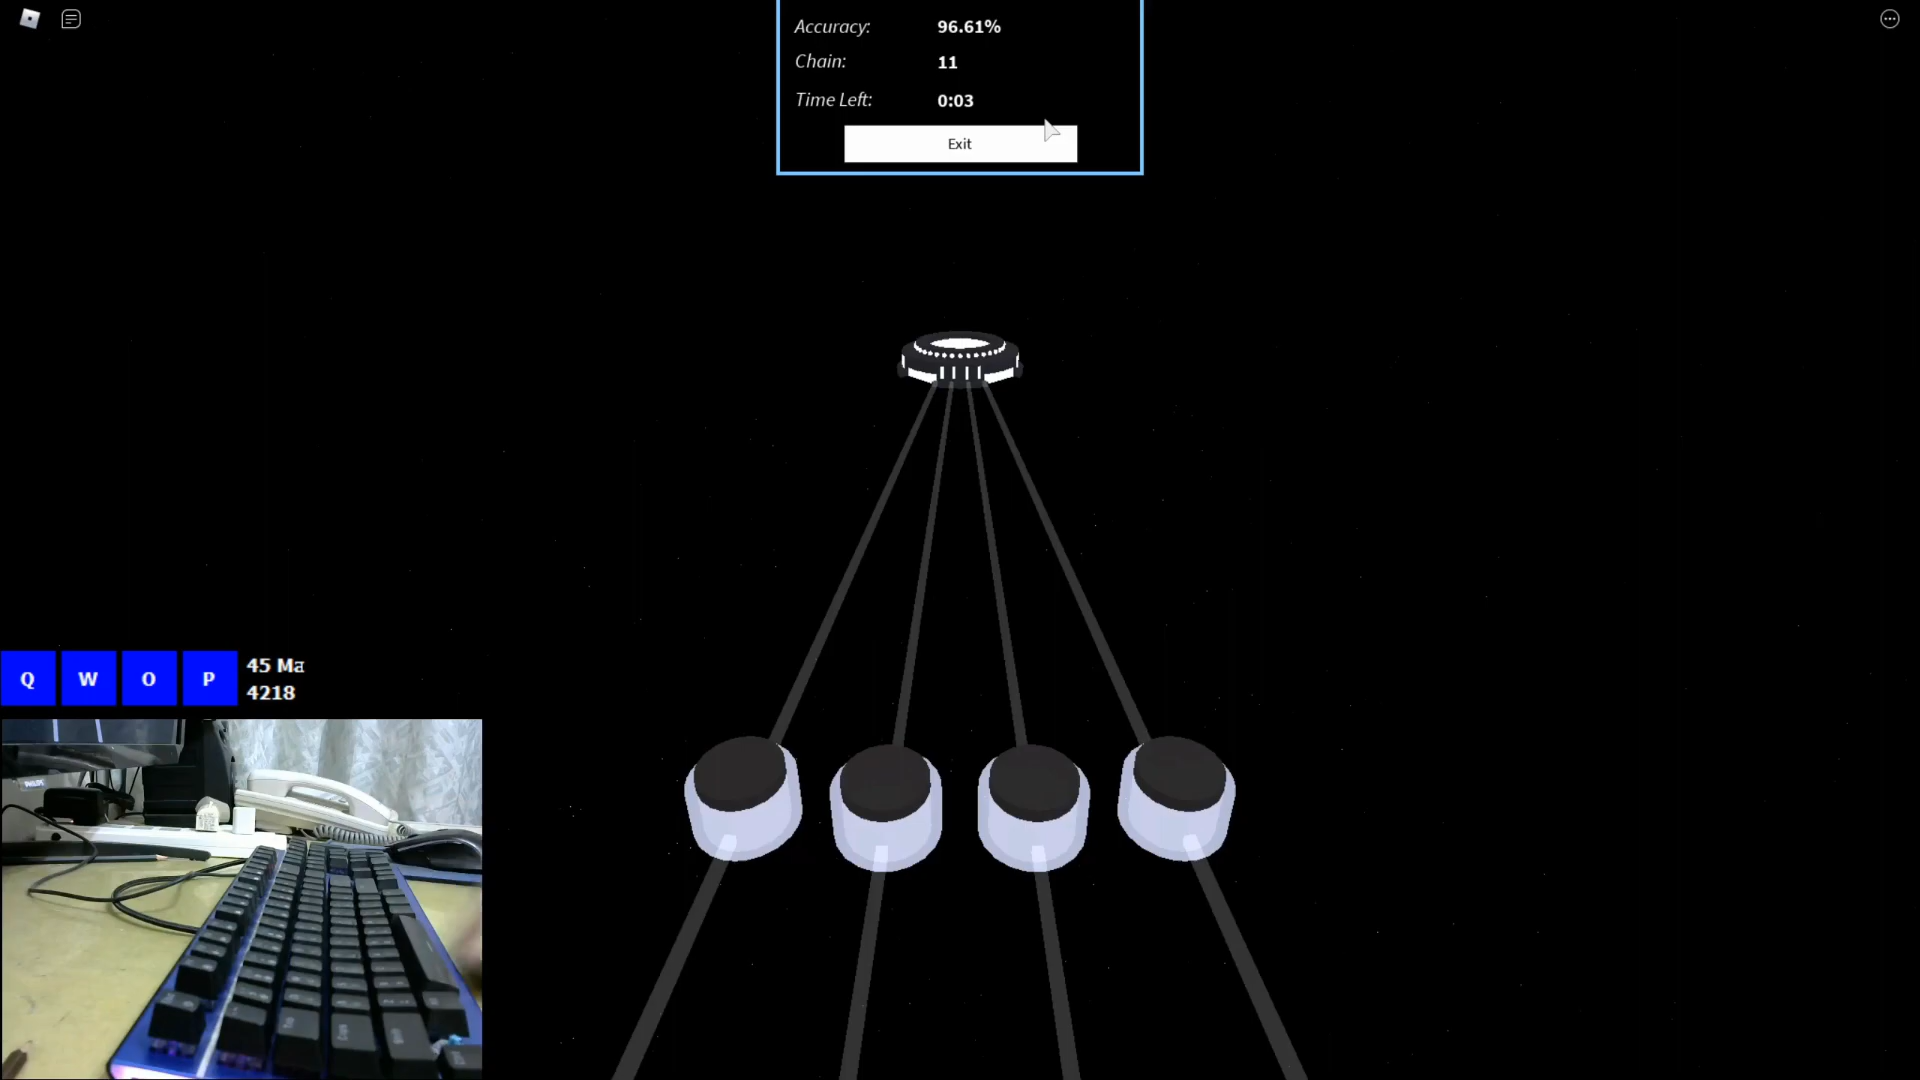 Accuracy: 96.61%
Chain: 11
Time Left: 0:03
Exit
Q W O P
45 Ma
4218